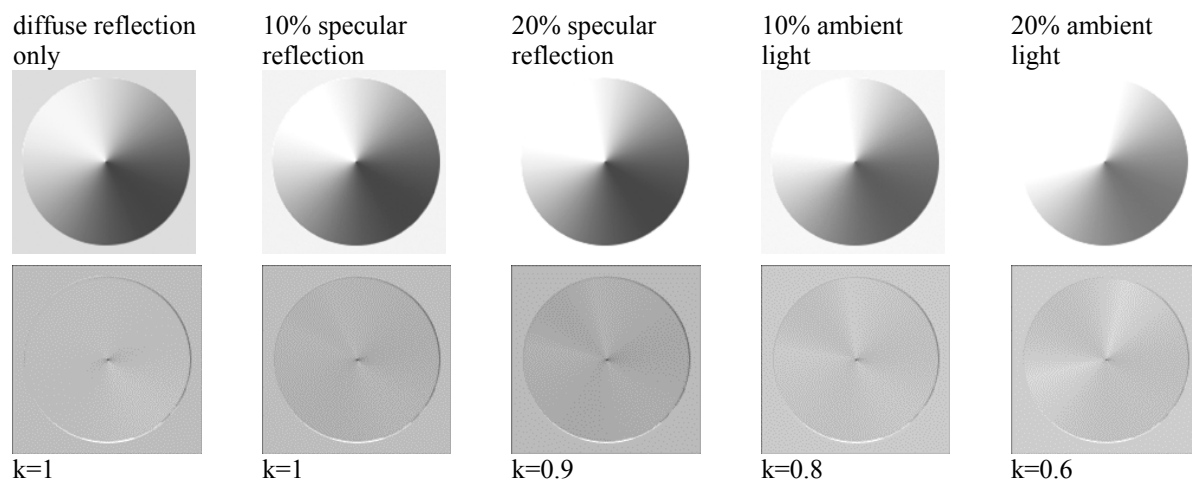 diffuse reflection
only
10% specular
reflection
20% specular
reflection
10% ambient
light
20% ambient
light
k=1
k=1
k=0.9
k=0.8
k=0.6